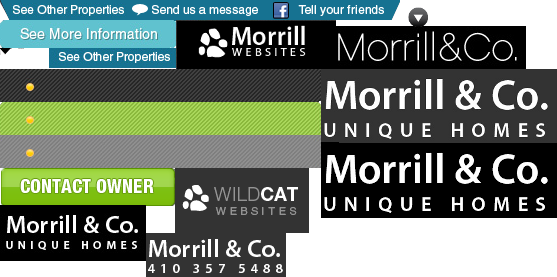 See Other Properties Send us a message Tell your friends
See More Information
See Other Properties
Morrill
WEBSITES
Morrill&Co.
Morrill & Co.
UNIQUE HOMES
Morrill & Co.
UNIQUE HOMES
CONTACT OWNER
WILDCAT
WEBSITES
Morrill & Co.
UNIQUE HOMES
Morrill & Co.
410 357 5488